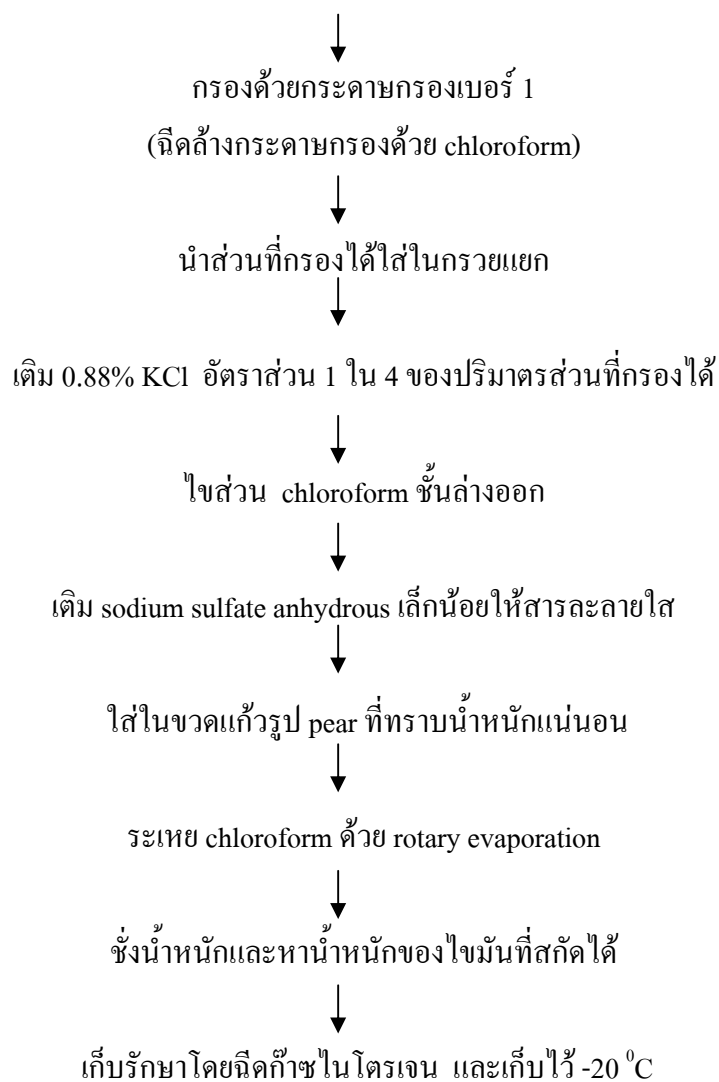 กรองด้วยกระดาษกรองเบอร์ 1
(ฉีดล้างกระดาษกรองด้วย chloroform)
นำส่วนที่กรองได้ใส่ในกรวยแยก
เติม 0.88% KCl อัตราส่วน 1 ใน 4 ของปริมาตรส่วนที่กรองได้
ไขส่วน chloroform ชั้นล่างออก
เติม sodium sulfate anhydrous เล็กน้อยให้สารละลายใส
ใส่ในขวดแก้วรูป pear ที่ทราบน้ำหนักแน่นอน
ระเหย chloroform ด้วย rotary evaporation
ชั่งน้ำหนักและหาน้ำหนักของไขมันที่สกัดได้
เก็บรักษาโดยฉีดก๊าซไนโตรเจน และเก็บไว้ -20 ⁰C